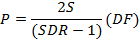 P = 2S / (SDR − 1) (DF)